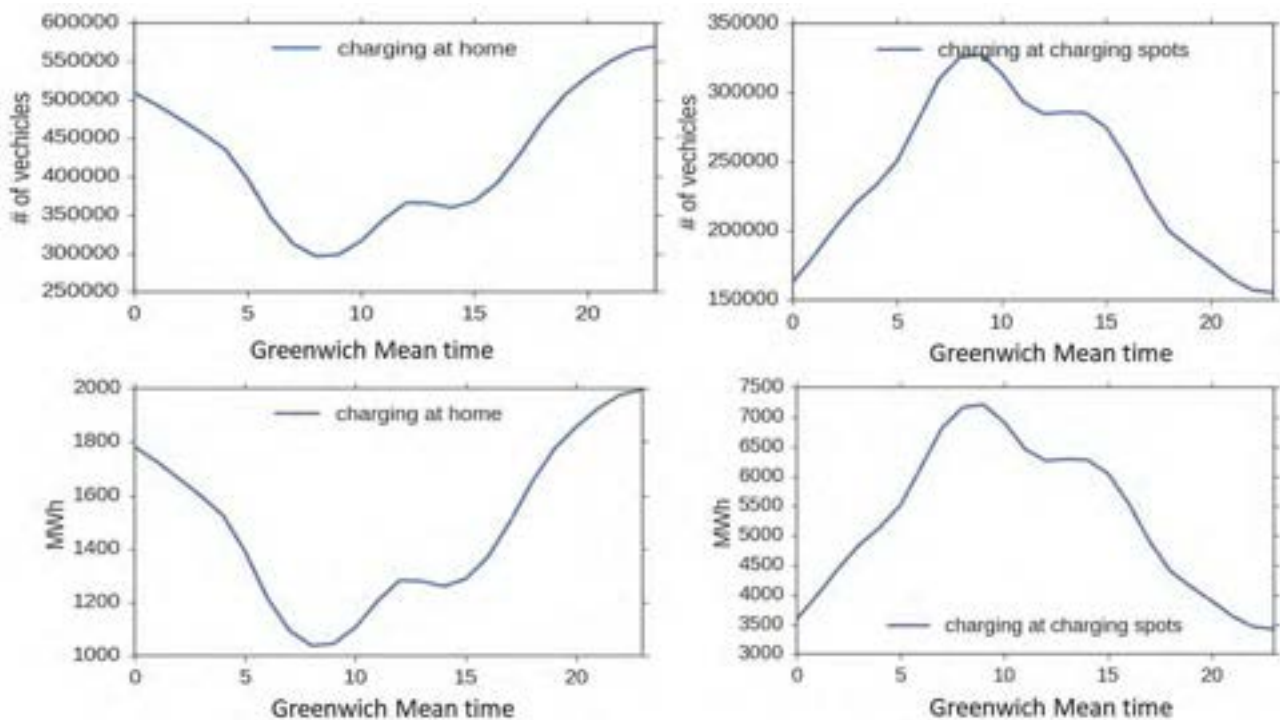 600000
550000
500000
450000
400000
350000
300000
250000
# of vechicles
charging at home
0 5 10 15 20
Greenwich Mean time
350000
300000
250000
200000
150000
# of vechicles
charging at charging spots
0 5 10 15 20
Greenwich Mean time
2000
1800
1600
1400
1200
1000
MWh
charging at home
0 5 10 15 20
Greenwich Mean time
7500
7000
6500
6000
5500
5000
4500
4000
3500
3000
MWh
charging at charging spots
0 5 10 15 20
Greenwich Mean time